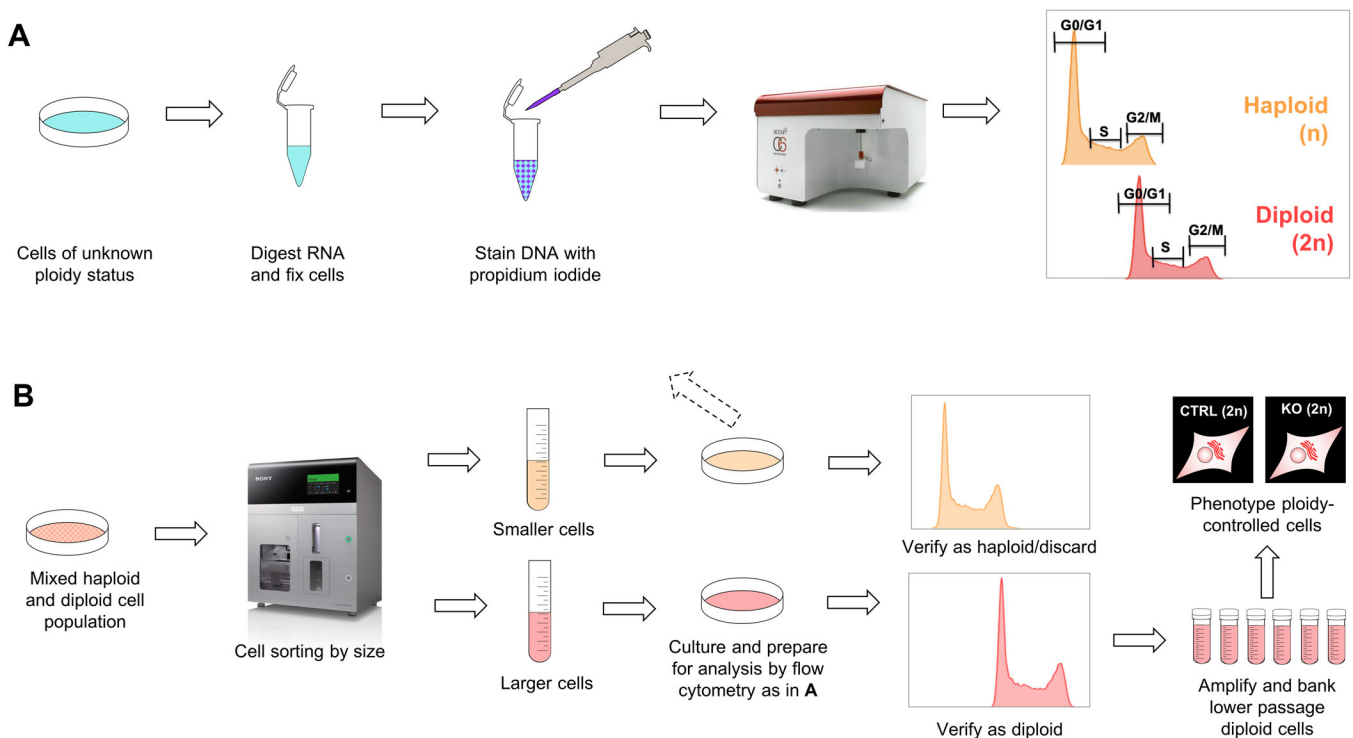 A
Cells of unknown
ploidy status
Digest RNA
and fix cells
Stain DNA with
propidium iodide
accuri
C6
G0/G1
S
G2/M
Haploid
(n)
G0/G1
S
G2/M
Diploid
(2n)
B
Mixed haploid
and diploid cell
population
SONY
Cell sorting by size
Smaller cells
Larger cells
Culture and prepare
for analysis by flow
cytometry as in A
Verify as haploid/discard
Verify as diploid
CTRL (2n)
KO (2n)
Phenotype ploidy-
controlled cells
Amplify and bank
lower passage
diploid cells